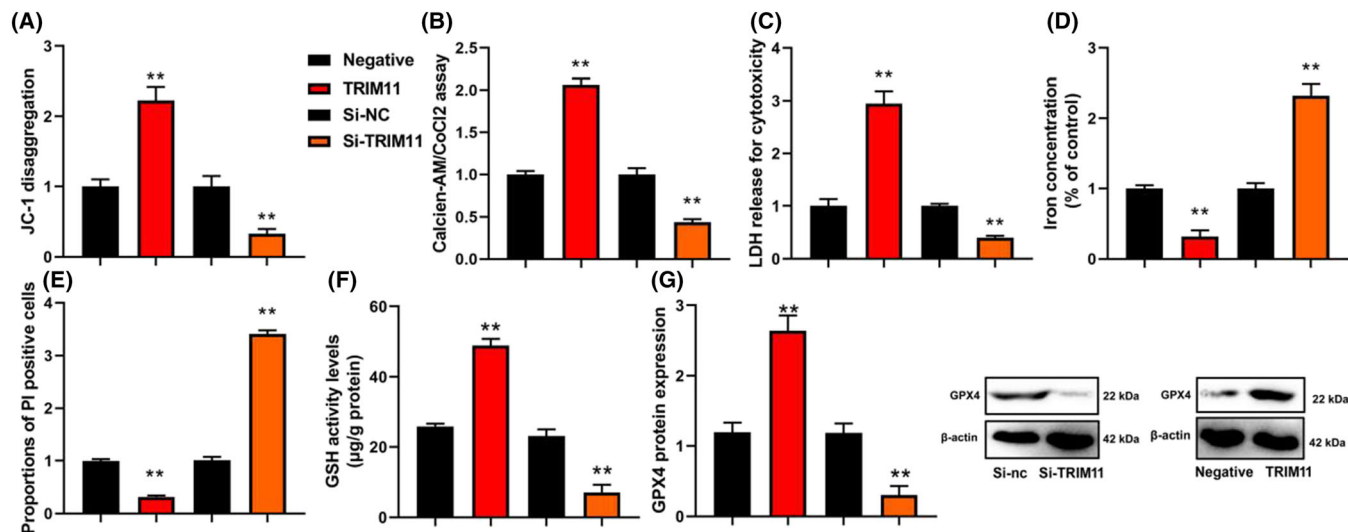 (A)
JC-1 disaggregation
3
2
1
0
**
**
Negative
TRIM11
Si-NC
Si-TRIM11
(B)
Calcien-AM/CoCl2 assay
2.5
2.0
1.5
1.0
0.5
0.0
**
**
(C)
LDH release for cytotoxicity
4
3
2
1
0
**
**
(D)
Iron concentration
(% of control)
3
2
1
0
**
**
(E)
Proportions of PI positive cells
4
3
2
1
0
**
**
(F)
GSH activity levels
(μg/g protein)
60
40
20
0
**
**
(G)
GPX4 protein expression
3
2
1
0
**
**
GPX4
22 kDa
β-actin
42 kDa
Si-nc Si-TRIM11
GPX4
22 kDa
β-actin
42 kDa
Negative TRIM11